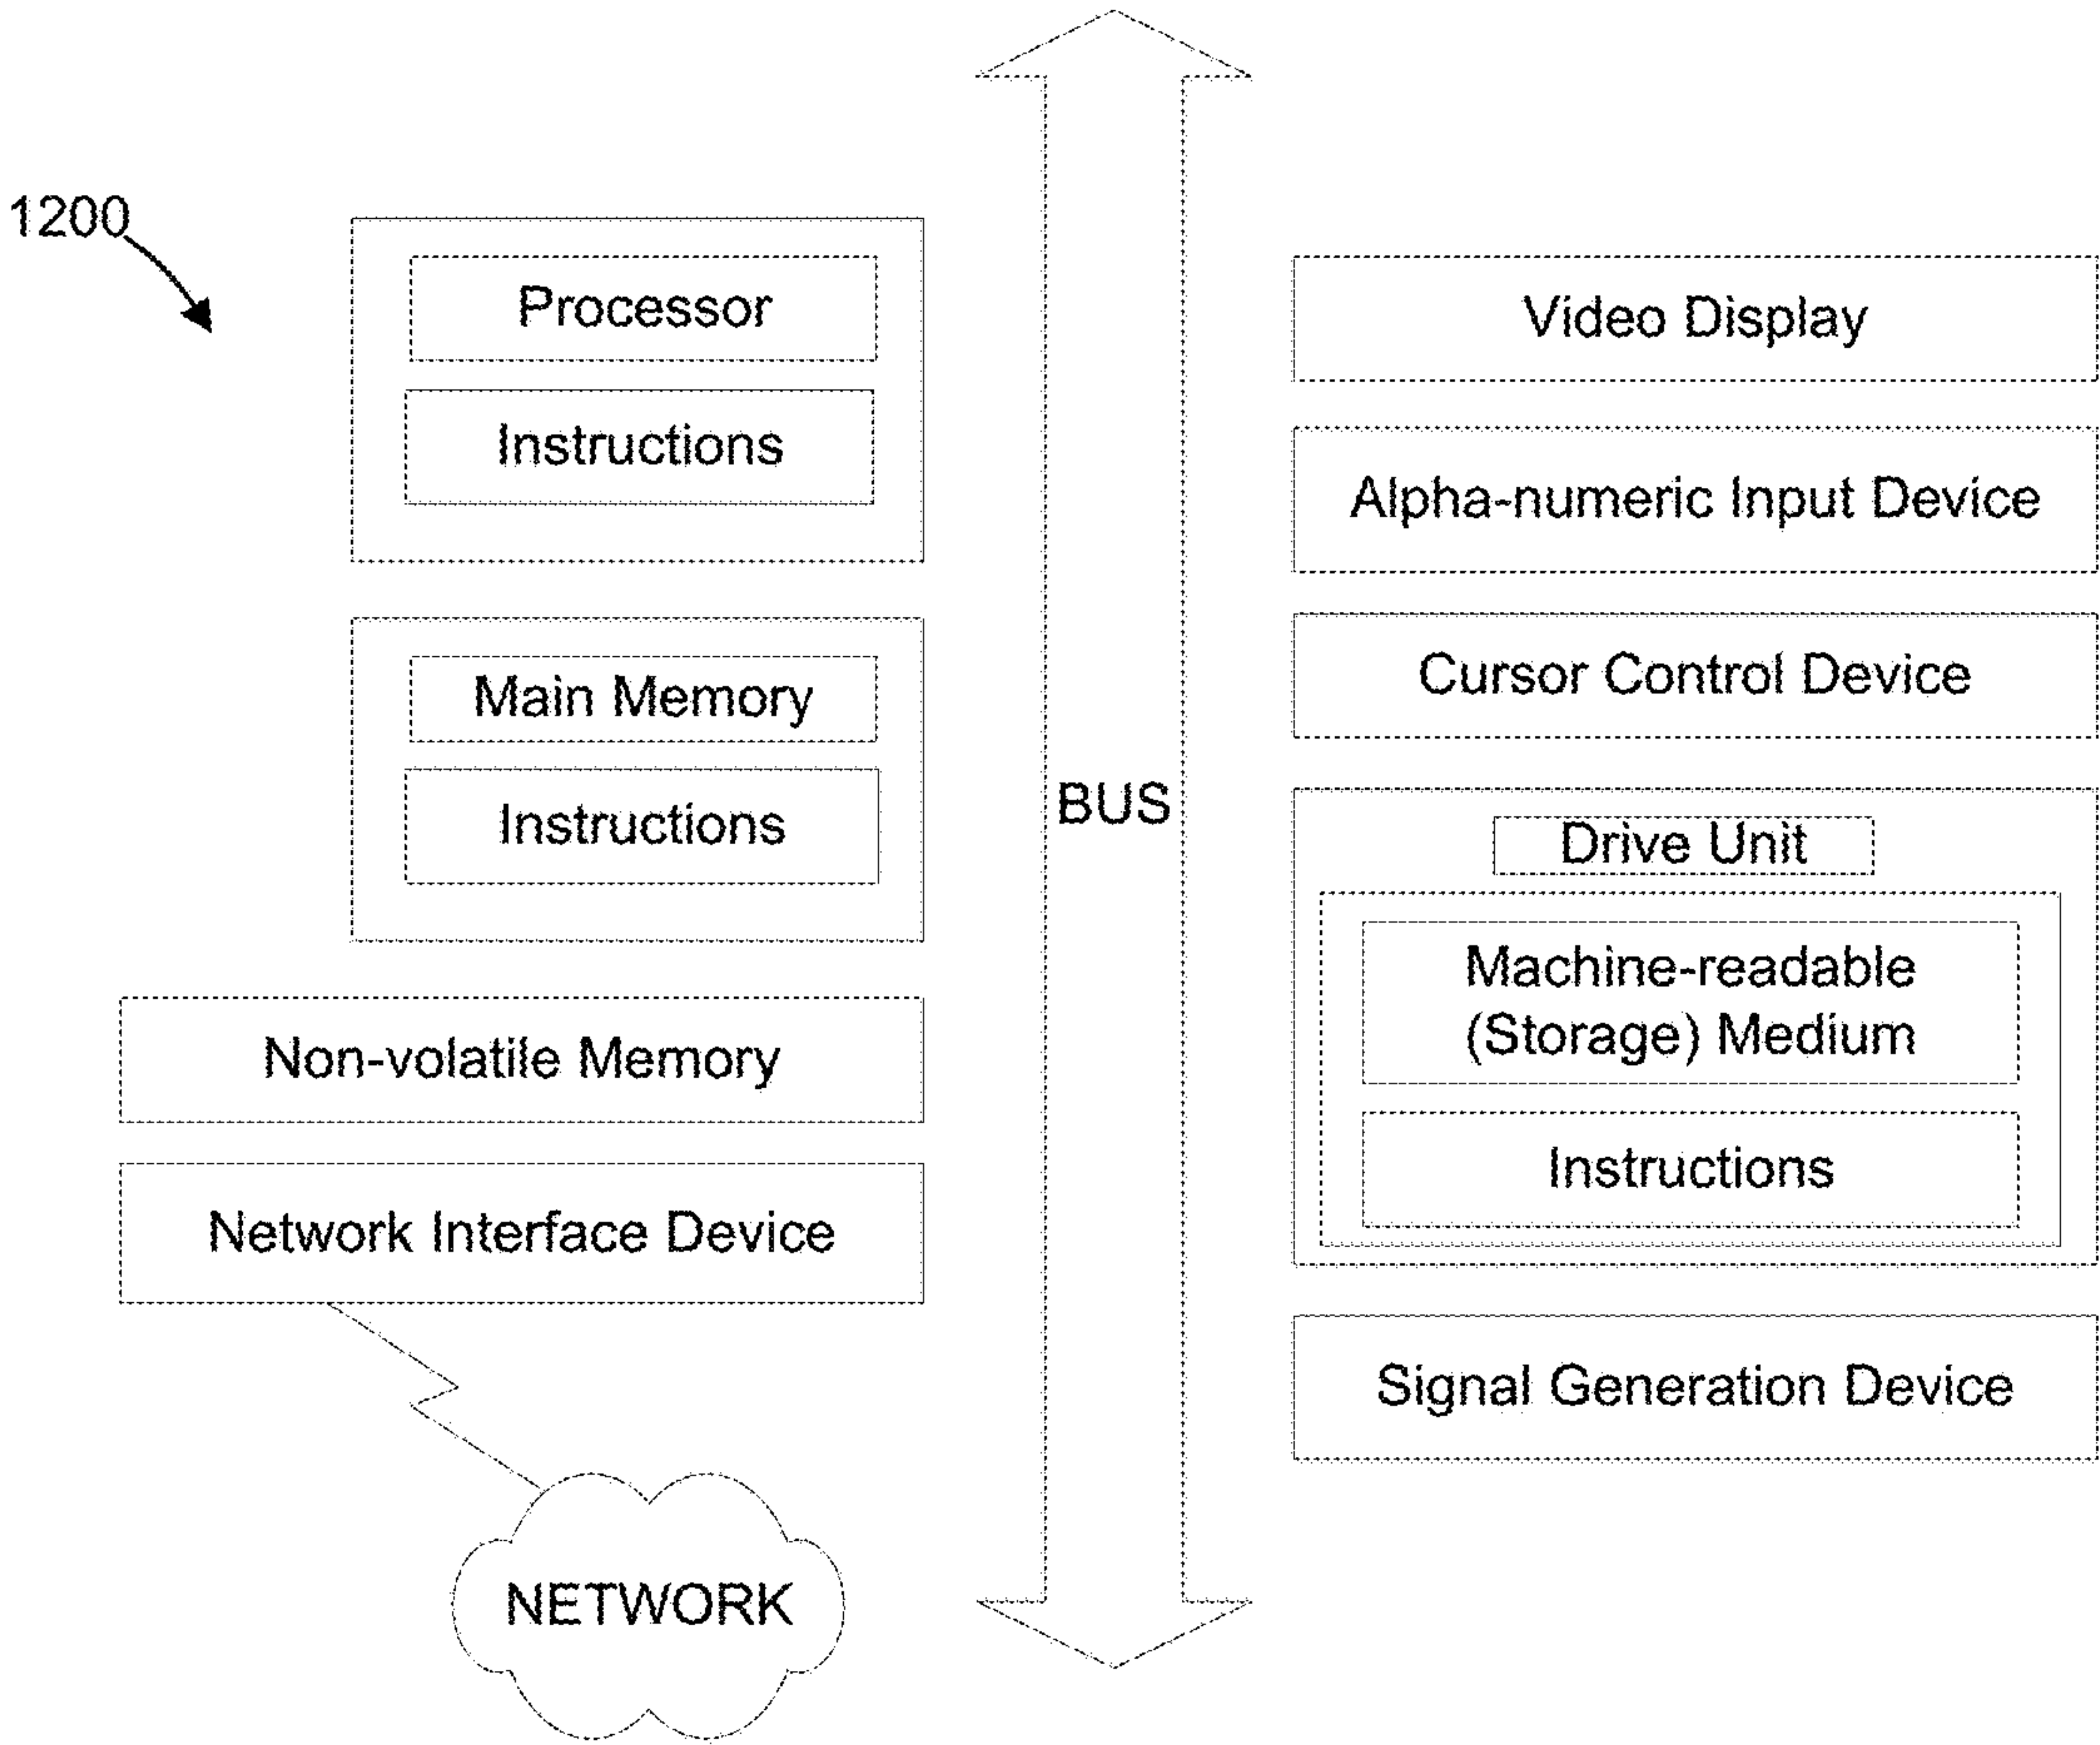 1200
Processor
Instructions
Main Memory
Instructions
Non-volatile Memory
Network Interface Device
NETWORK
BUS
Video Display
Alpha-numeric Input Device
Cursor Control Device
Drive Unit
Machine-readable
(Storage) Medium
Instructions
Signal Generation Device